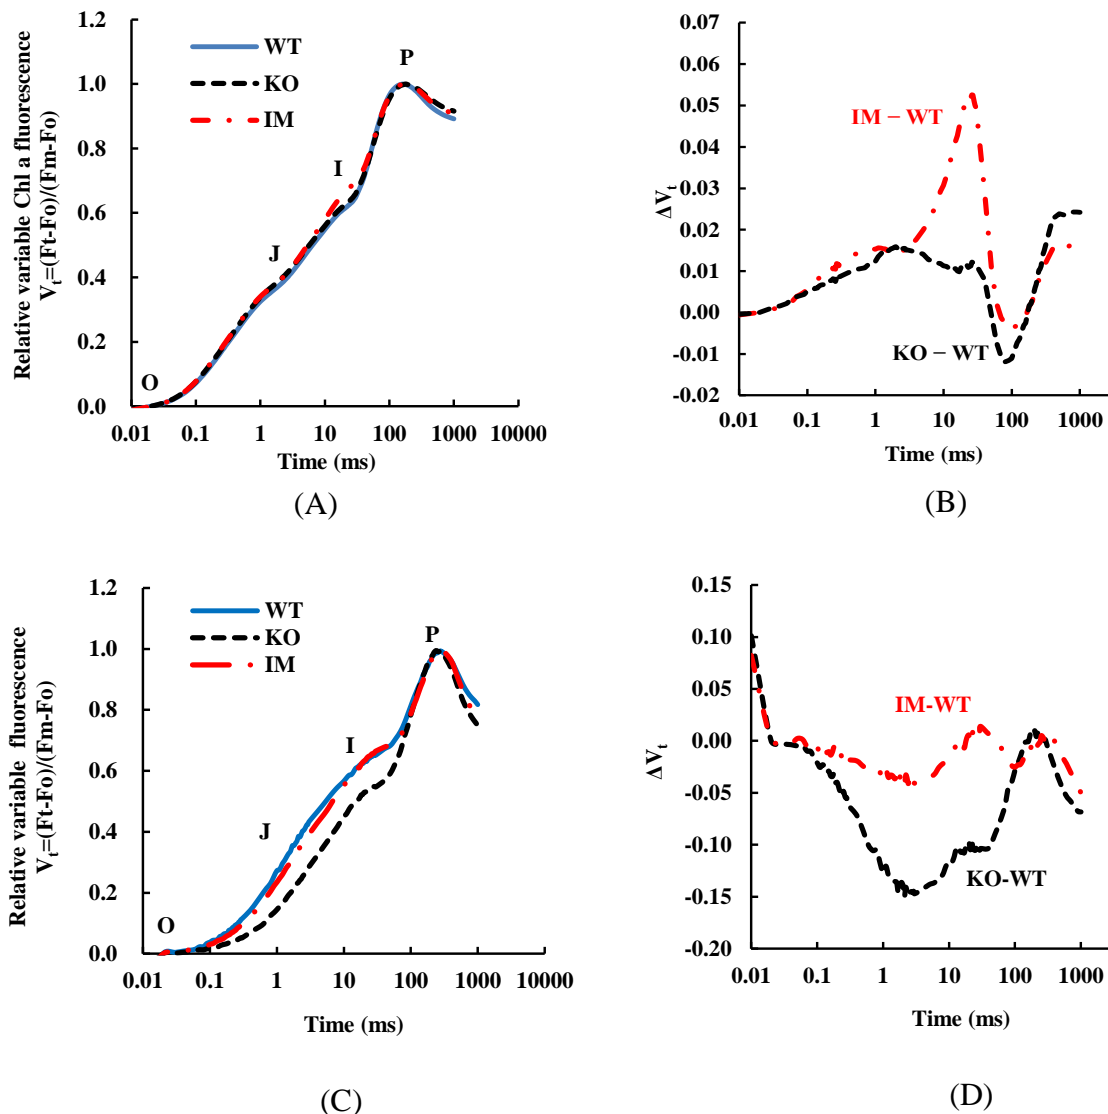 Relative variable Chl a fluorescence
Vₜ=(Ft-Fo)/(Fm-Fo)
1.2
1.0
0.8
0.6
0.4
0.2
0.0
WT
KO
IM
O
J
I
P
0.01 0.1 1 10 100 1000 10000
Time (ms)
(A)
ΔVₜ
0.07
0.06
0.05
0.04
0.03
0.02
0.01
0.00
-0.01
-0.02
IM – WT
KO – WT
0.01 0.1 1 10 100 1000
Time (ms)
(B)
Relative variable fluorescence
Vₜ=(Ft-Fo)/(Fm-Fo)
1.2
1.0
0.8
0.6
0.4
0.2
0.0
WT
KO
IM
O
J
I
P
0.01 0.1 1 10 100 1000 10000
Time (ms)
(C)
ΔVₜ
0.15
0.10
0.05
0.00
-0.05
-0.10
-0.15
-0.20
IM-WT
KO-WT
0.01 0.1 1 10 100 1000
Time (ms)
(D)